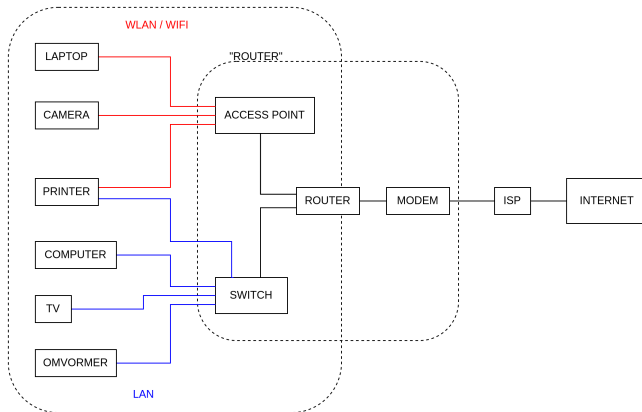 WLAN / WIFI
LAPTOP
"ROUTER"
CAMERA
ACCESS POINT
PRINTER
ROUTER
MODEM
ISP
INTERNET
COMPUTER
SWITCH
TV
OMVORMER
LAN